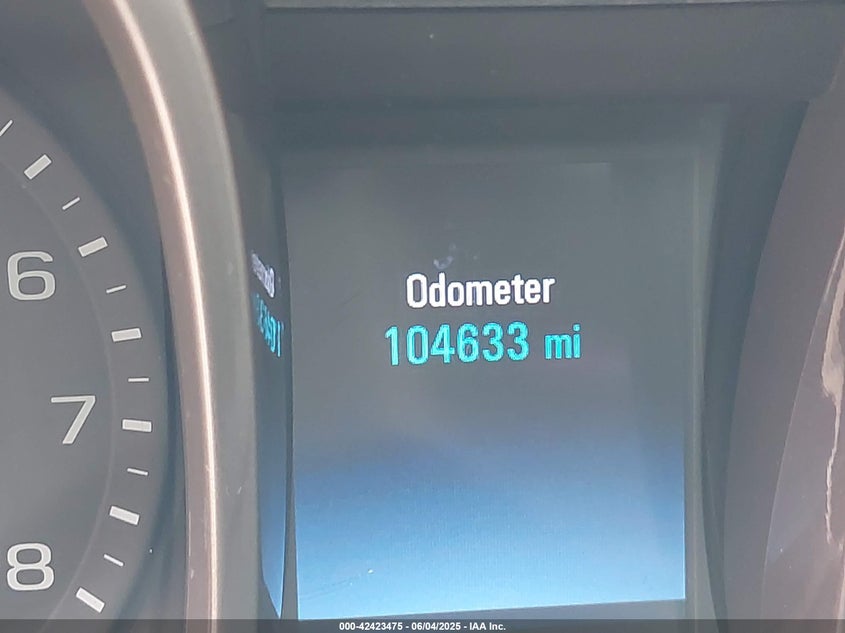 6
7
8
Odometer
104633 mi
000-42423475 - 06/04/2025 - IAA Inc.